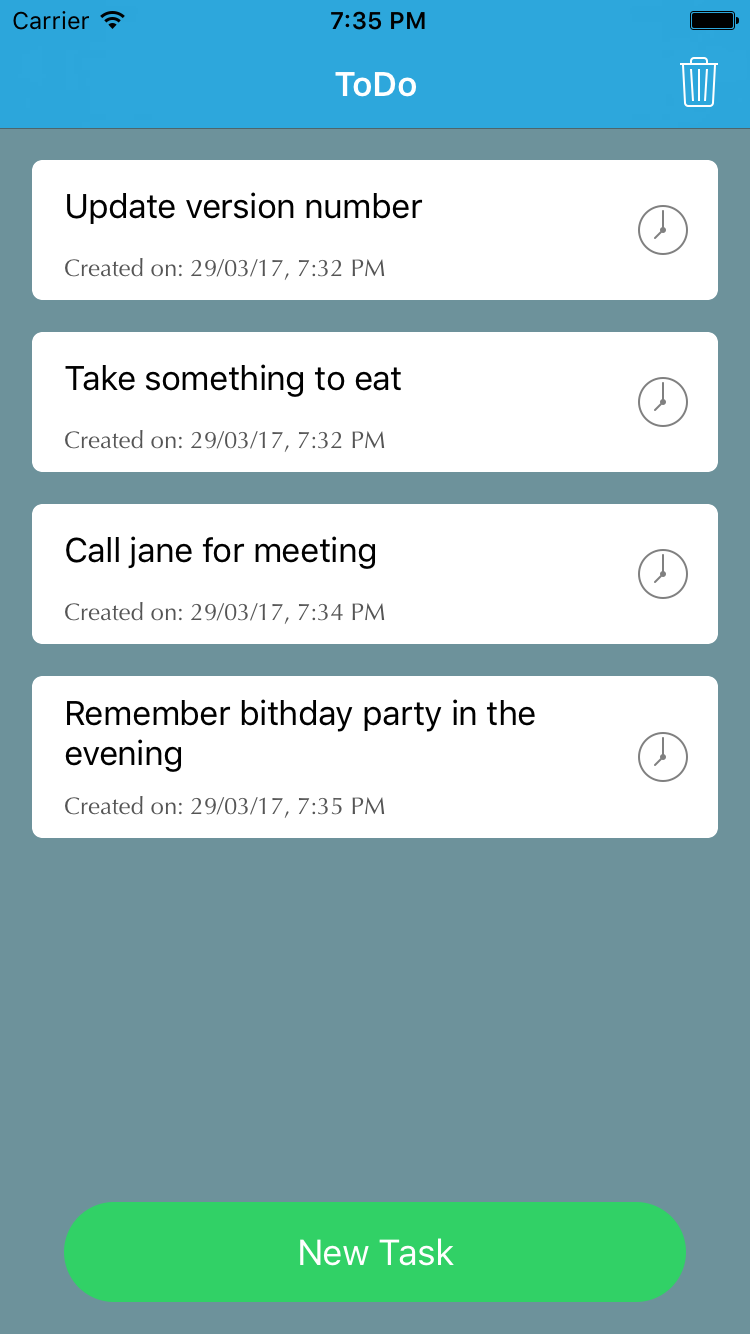 Carrier 7:35 PM
ToDo
Update version number
Created on: 29/03/17, 7:32 PM
Take something to eat
Created on: 29/03/17, 7:32 PM
Call jane for meeting
Created on: 29/03/17, 7:34 PM
Remember bithday party in the
evening
Created on: 29/03/17, 7:35 PM
New Task